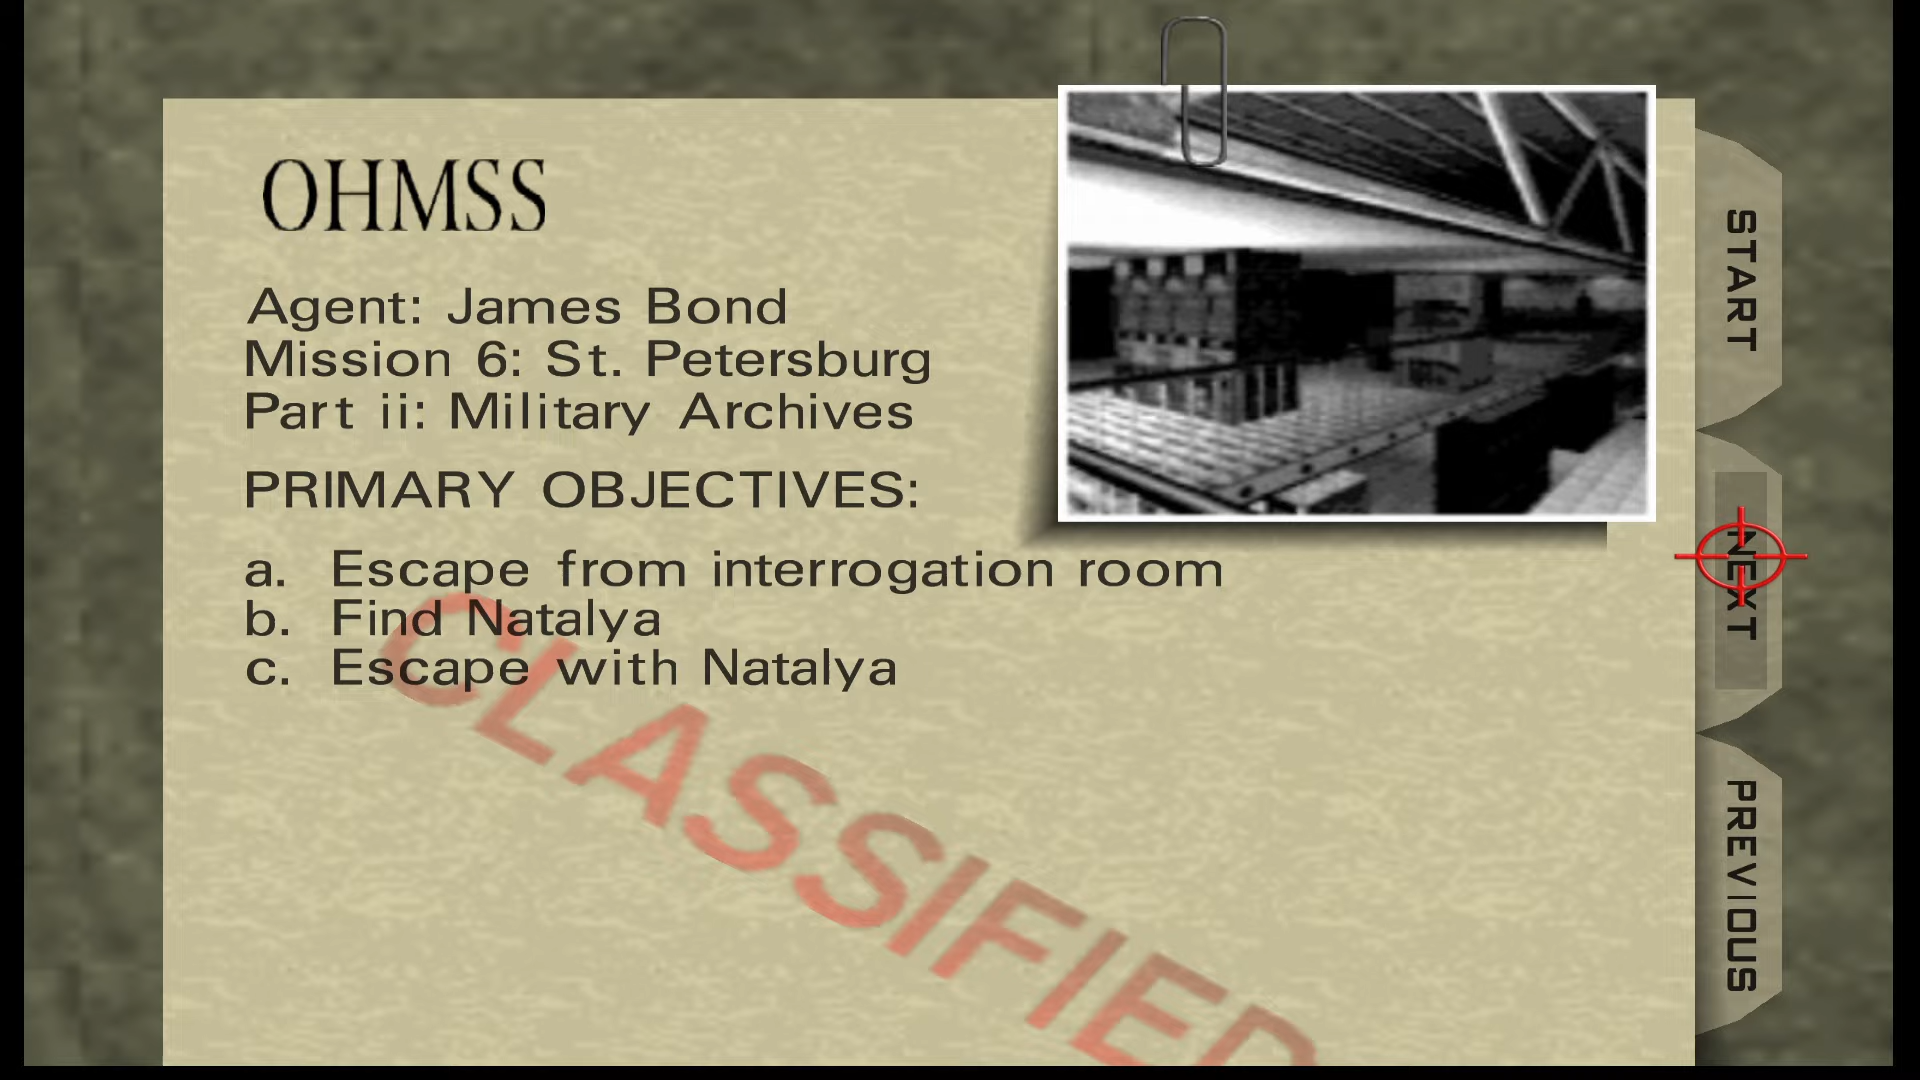 OHMSS
Agent: James Bond
Mission 6: St. Petersburg
Part ii: Military Archives
PRIMARY OBJECTIVES:
a. Escape from interrogation room
b. Find Natalya
c. Escape with Natalya
CLASSIFIED
START
NEXT
PREVIOUS